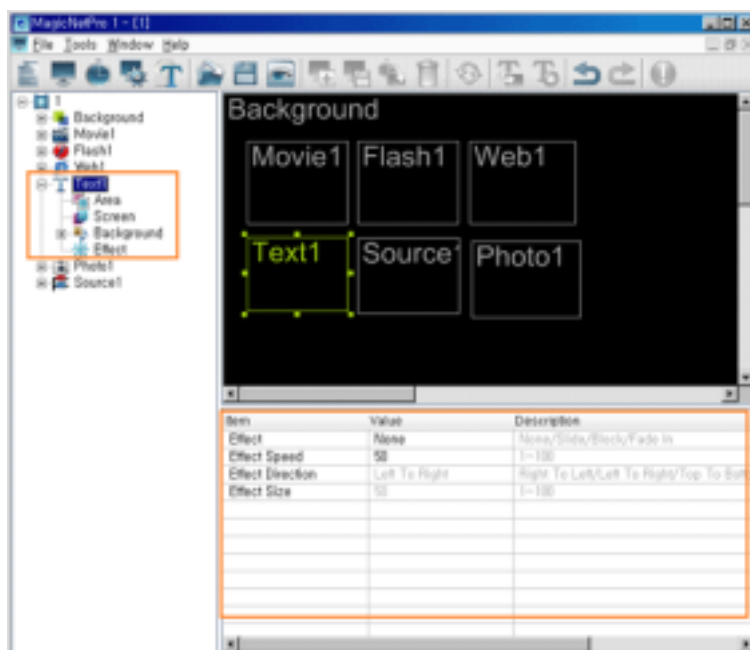 MagicNetPro 1 - [1]
File Tools Window Help
1
Background
Movie1
Flash1
Web1
Text1
Area
Screen
Background
Effect
Photo1
Source1
Background
Movie1 Flash1 Web1
Text1 Source1 Photo1
Item Value Description
Effect None None/Slide/Block/Fade In
Effect Speed 50 1~100
Effect Direction Left To Right Right To Left/Left To Right/Top To Bott
Effect Size 50 1~100